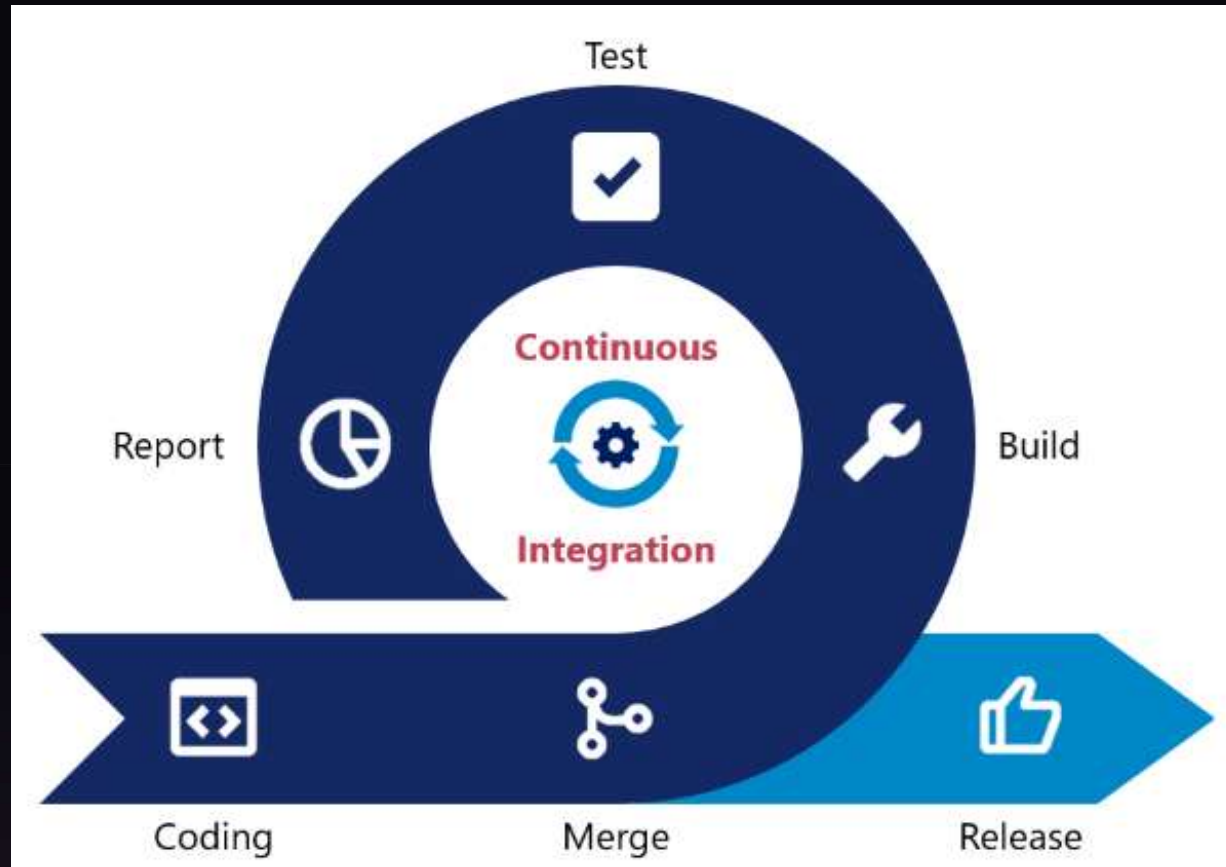 Test
Continuous
Report
Build
Integration
Coding
Merge
Release